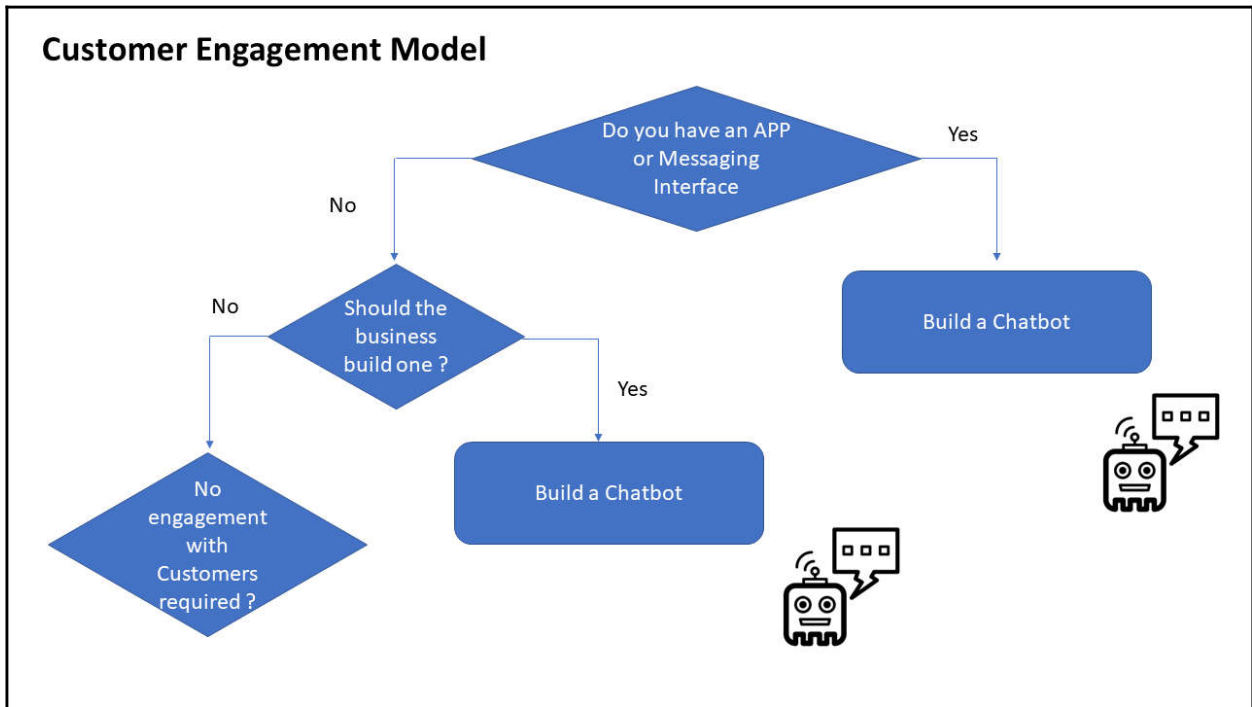 Customer Engagement Model
Do you have an APP
or Messaging
Interface
Yes
No
Build a Chatbot
No
Should the
business
build one ?
Yes
No
engagement
with
Customers
required ?
Build a Chatbot